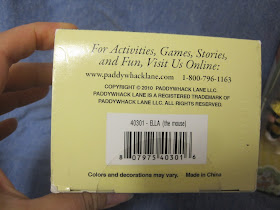 For Activities, Games, Stories,
and Fun, Visit Us Online:
www.paddywhacklane.com 1-800-796-1163
COPYRIGHT © 2010 PADDYWHACK LANE LLC.
PADDYWHACK LANE IS A REGISTERED TRADEMARK OF
PADDYWHACK LANE LLC. ALL RIGHTS RESERVED.
40301 - ELLA (the mouse)
8 07975 40301 6
Colors and decorations may vary. Made in China